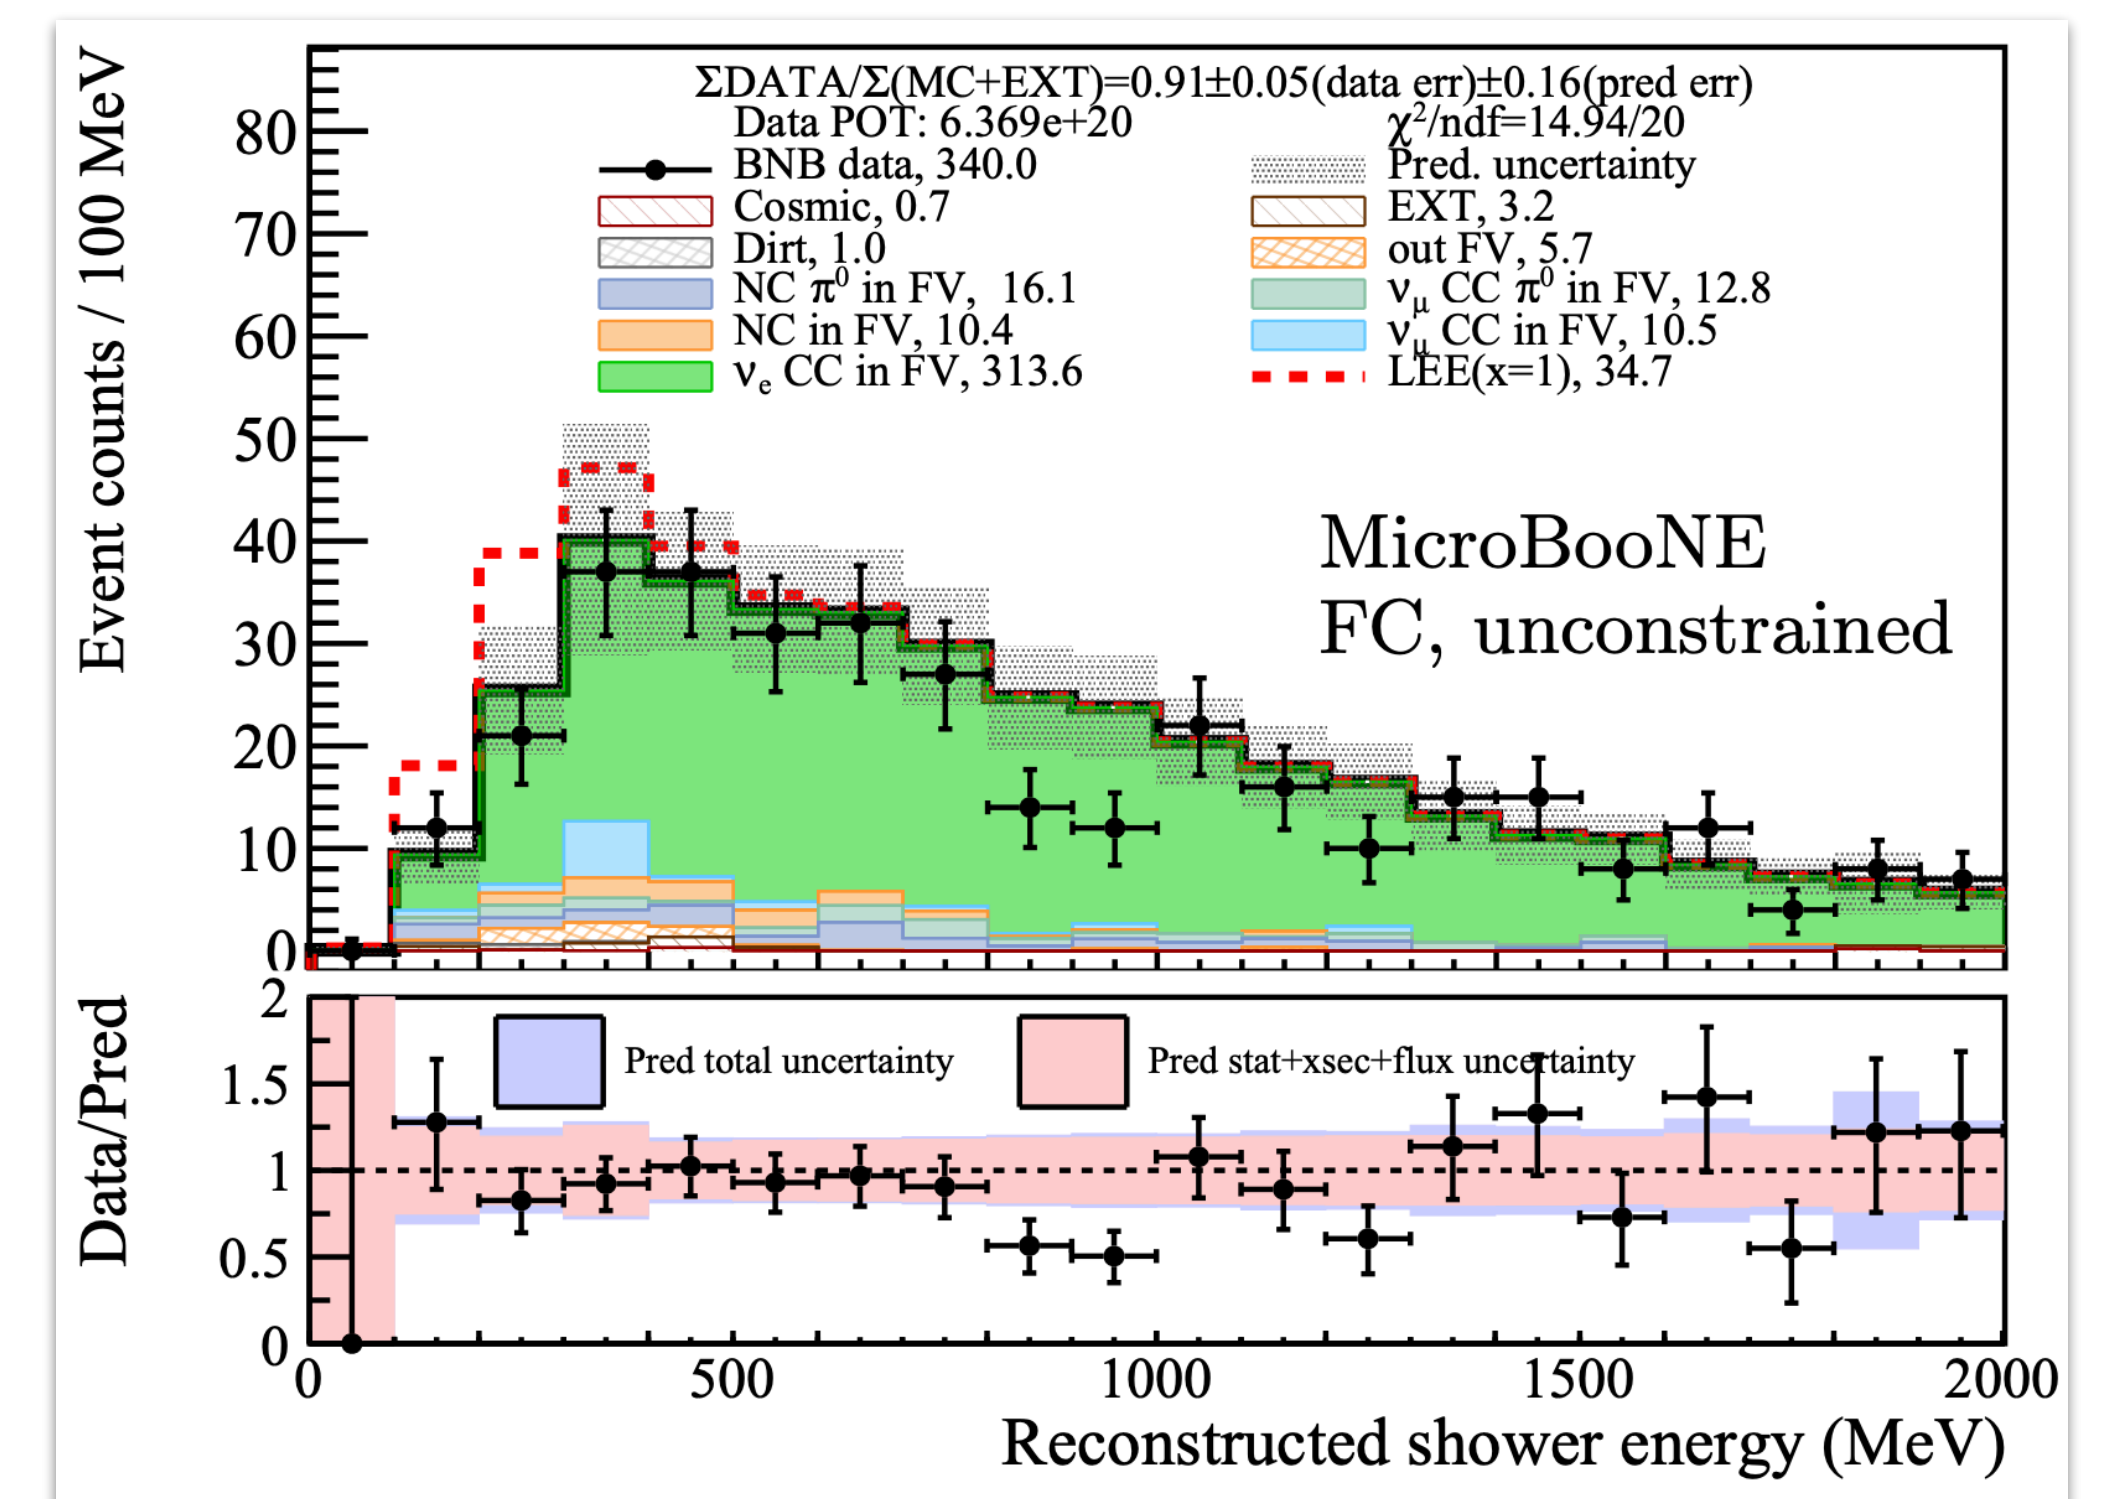 ΣDATA/Σ(MC+EXT)=0.91±0.05(data err)±0.16(pred err)
Data POT: 6.369e+20 χ²/ndf=14.94/20
BNB data, 340.0 Pred. uncertainty
Cosmic, 0.7 EXT, 3.2
Dirt, 1.0 out FV, 5.7
NC π⁰ in FV, 16.1 νμ CC π⁰ in FV, 12.8
NC in FV, 10.4 νμ CC in FV, 10.5
νe CC in FV, 313.6 LEE(x=1), 34.7
MicroBooNE
FC, unconstrained
Event counts / 100 MeV
80
70
60
50
40
30
20
10
0
0
Pred total uncertainty Pred stat+xsec+flux uncertainty
Data/Pred
2
1.5
1
0.5
0
0 500 1000 1500 2000
Reconstructed shower energy (MeV)